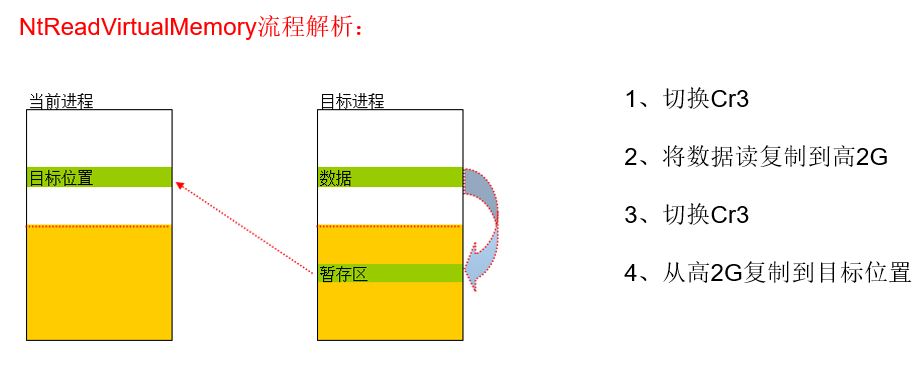 NtReadVirtualMemory流程解析：
当前进程
目标进程
目标位置
数据
暂存区
1、切换Cr3
2、将数据读复制到高2G
3、切换Cr3
4、从高2G复制到目标位置